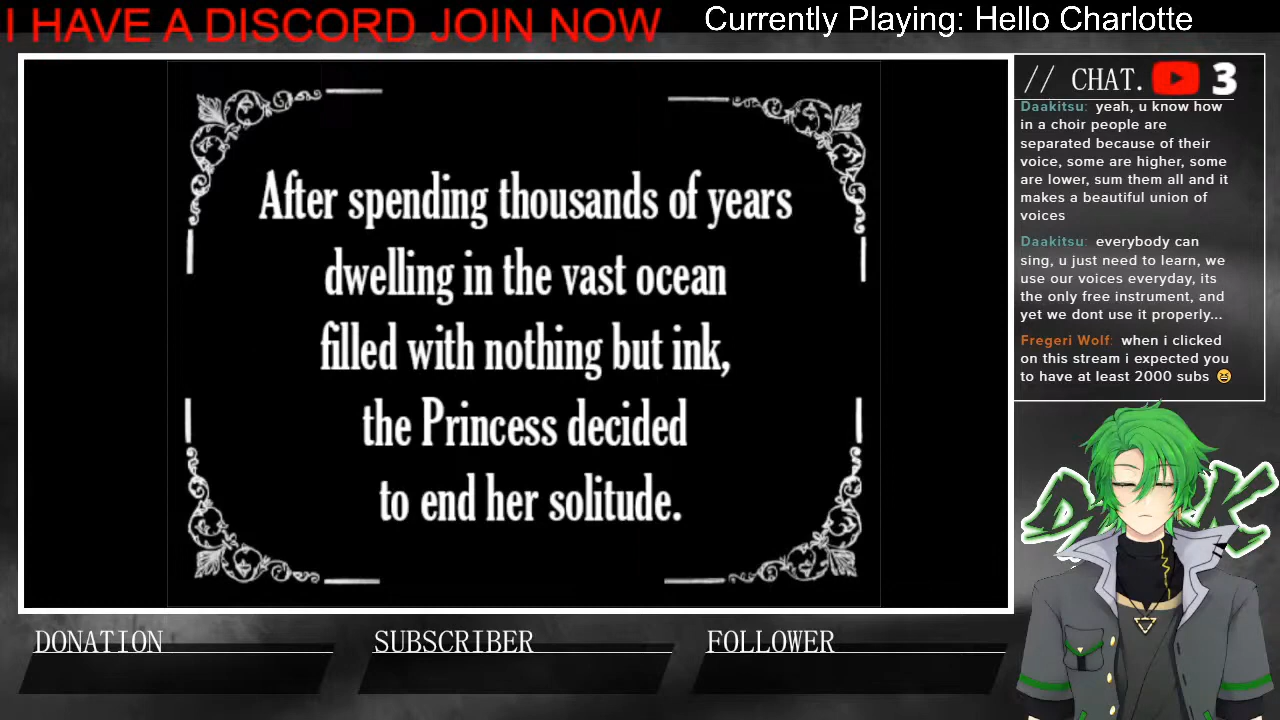 I HAVE A DISCORD JOIN NOW
Currently Playing: Hello Charlotte
After spending thousands of years
dwelling in the vast ocean
filled with nothing but ink,
the Princess decided
to end her solitude.
// CHAT. 3
Daakitsu: yeah, u know how
in a choir people are
separated because of their
voice, some are higher, some
are lower, sum them all and it
makes a beautiful union of
voices
Daakitsu: everybody can
sing, u just need to learn, we
use our voices everyday, its
the only free instrument, and
yet we dont use it properly...
Fregeri Wolf: when i clicked
on this stream i expected you
to have at least 2000 subs 😆
DONATION
SUBSCRIBER
FOLLOWER